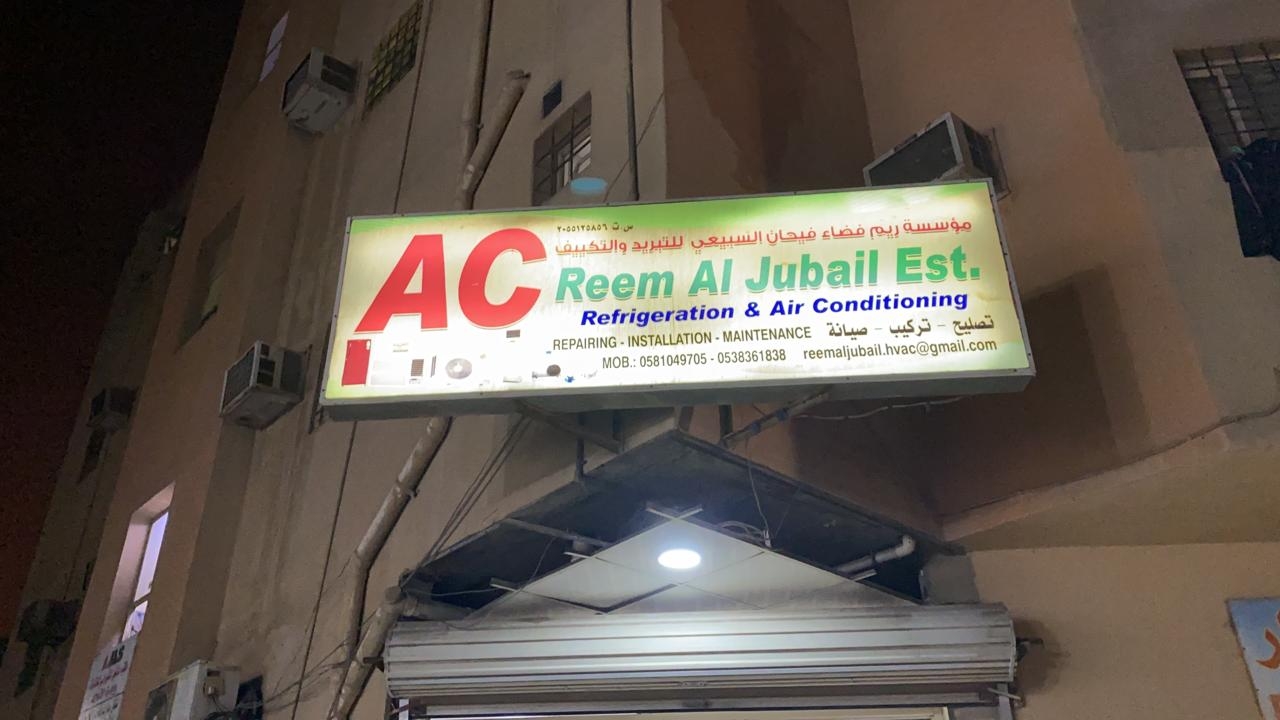 AC
س ت ٢٠٥٥١٢٥٨٥٦
مؤسسة ريم فضاء فيحان السبيعي للتبريد والتكييف
Reem Al Jubail Est.
Refrigeration & Air Conditioning
REPAIRING - INSTALLATION - MAINTENANCE تصليح - تركيب - صيانة
MOB.: 0581049705 - 0538361838 reemaljubail.hvac@gmail.com